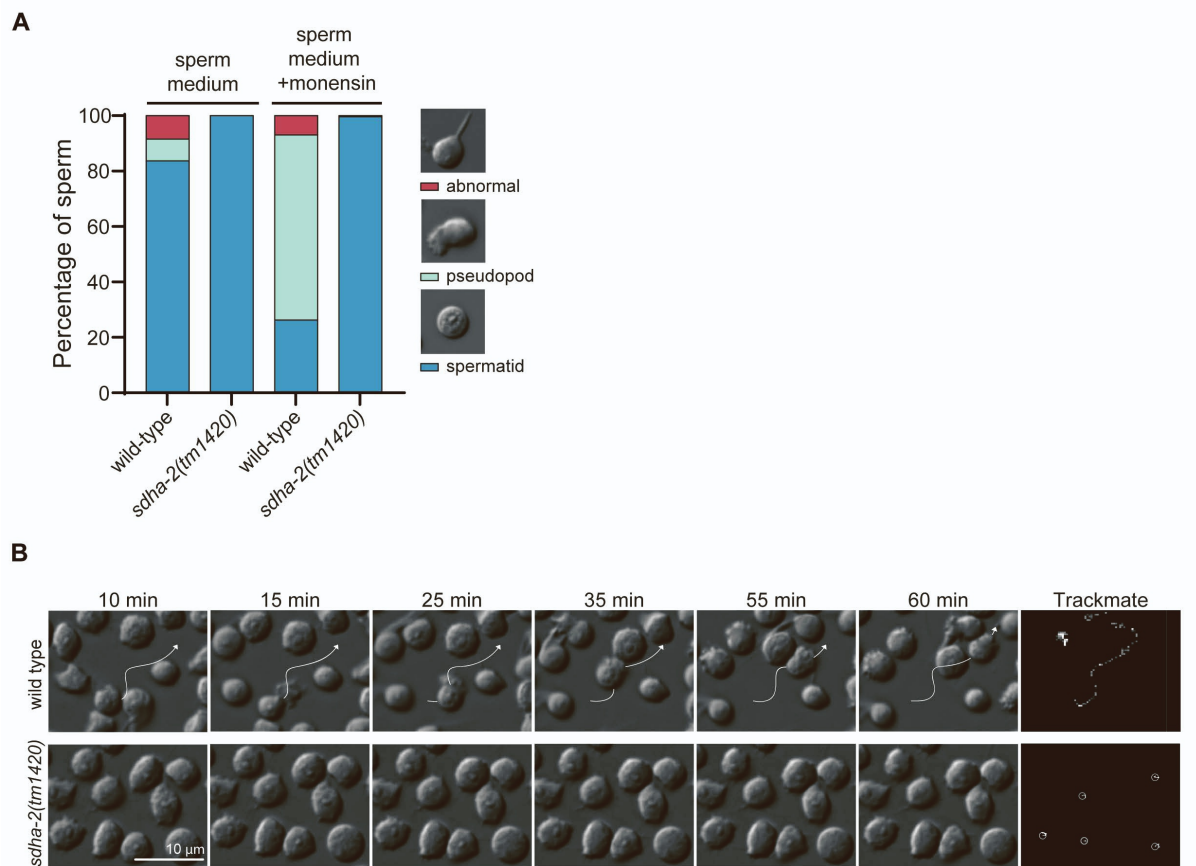 A
sperm
medium
sperm
medium
+monensin
Percentage of sperm
100
80
60
40
20
0
wild-type
sdha-2(tm1420)
wild-type
sdha-2(tm1420)
abnormal
pseudopod
spermatid
B
10 min
15 min
25 min
35 min
55 min
60 min
Trackmate
wild type
sdha-2(tm1420)
10 µm